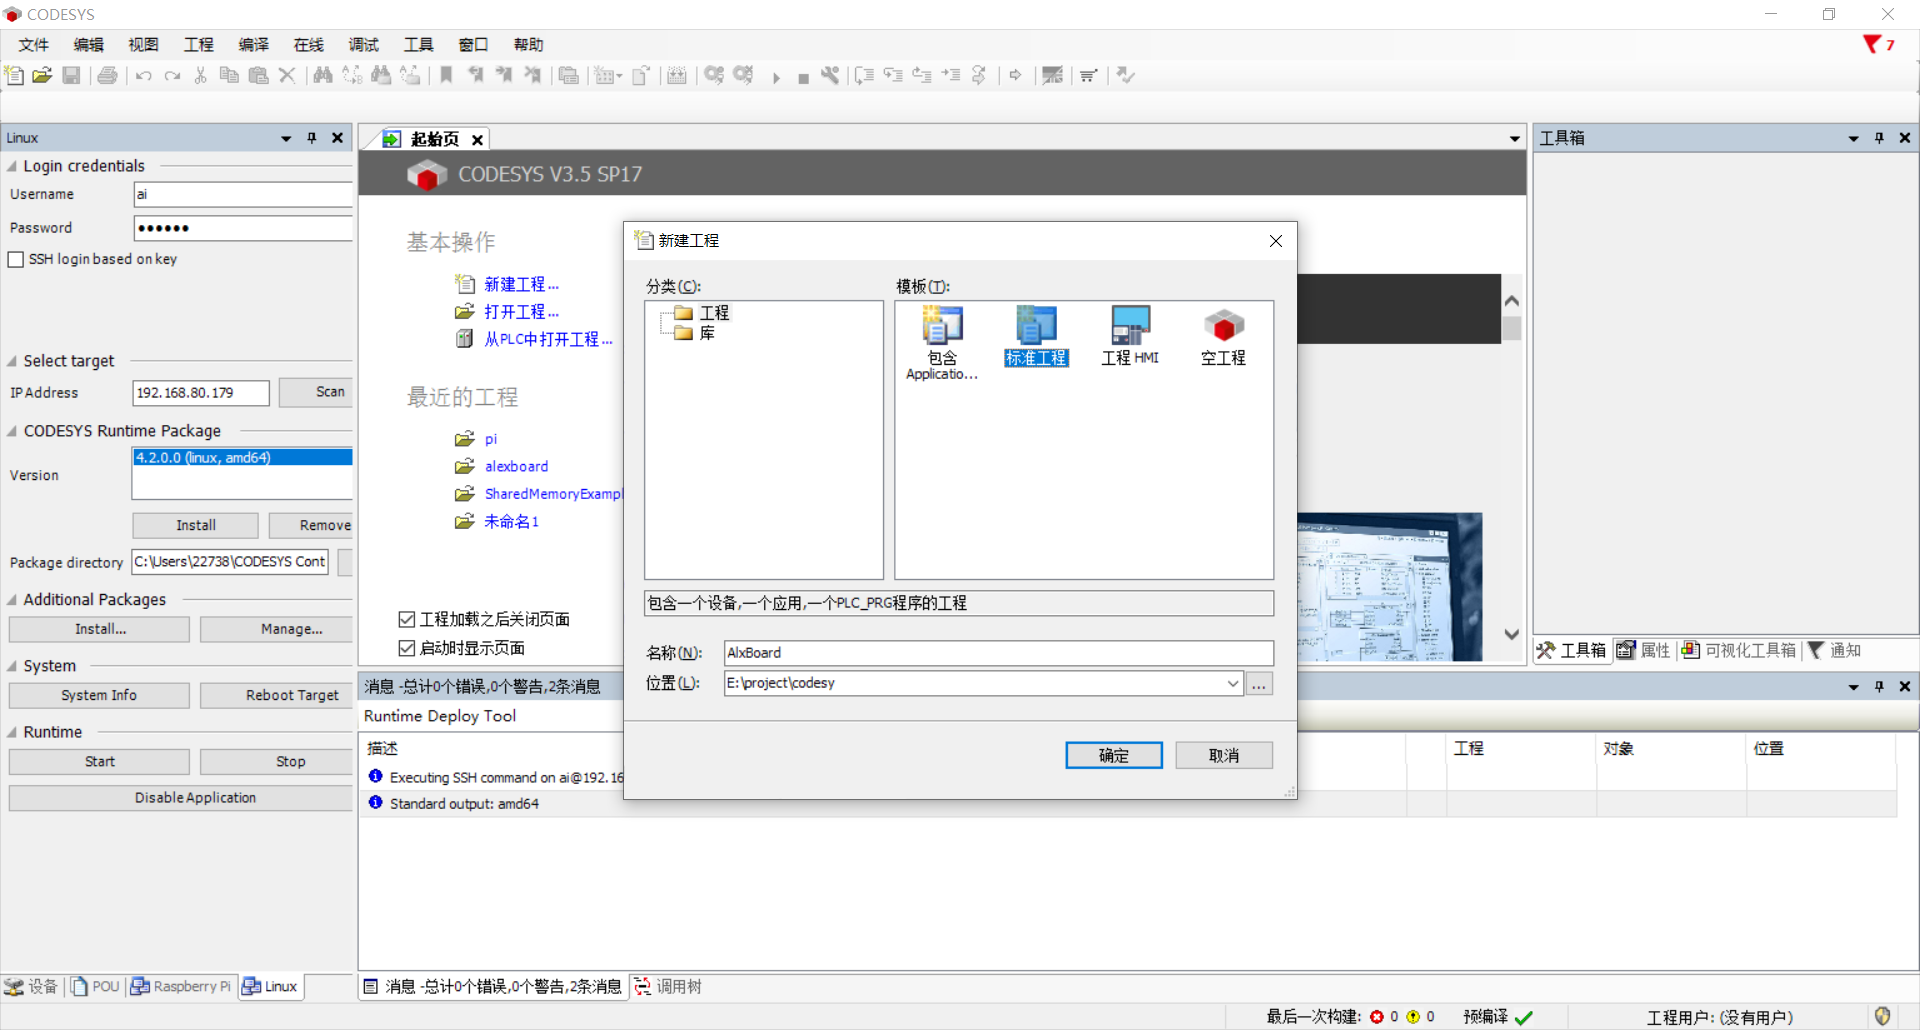 CODESYS
文件 编辑 视图 工程 编译 在线 调试 工具 窗口 帮助
7
Linux
Login credentials
Username ai
Password ••••••
SSH login based on key
Select target
IP Address 192.168.80.179 Scan
CODESYS Runtime Package
4.2.0.0 (linux, amd64)
Version
Install Remove
Package directory C:\Users\22738\CODESYS Cont
Additional Packages
Install... Manage...
System
System Info Reboot Target
Runtime
Start Stop
Disable Application
设备 POU Raspberry Pi Linux
起始页
CODESYS V3.5 SP17
基本操作
新建工程...
打开工程...
从PLC中打开工程...
最近的工程
pi
alexboard
SharedMemoryExampl
未命名1
工程加载之后关闭页面
启动时显示页面
新建工程
分类(C):
工程
库
模板(T):
包含 Applicatio...
标准工程
工程 HMI
空工程
包含一个设备,一个应用,一个PLC_PRG程序的工程
名称(N): AlxBoard
位置(L): E:\project\codesy ...
确定 取消
工具箱
工具箱 属性 可视化工具箱 通知
消息 -总计0个错误,0个警告,2条消息
Runtime Deploy Tool
描述 工程 对象 位置
Executing SSH command on ai@192.16
Standard output: amd64
消息 -总计0个错误,0个警告,2条消息 调用树
最后一次构建: 0 0 预编译 工程用户: (没有用户)